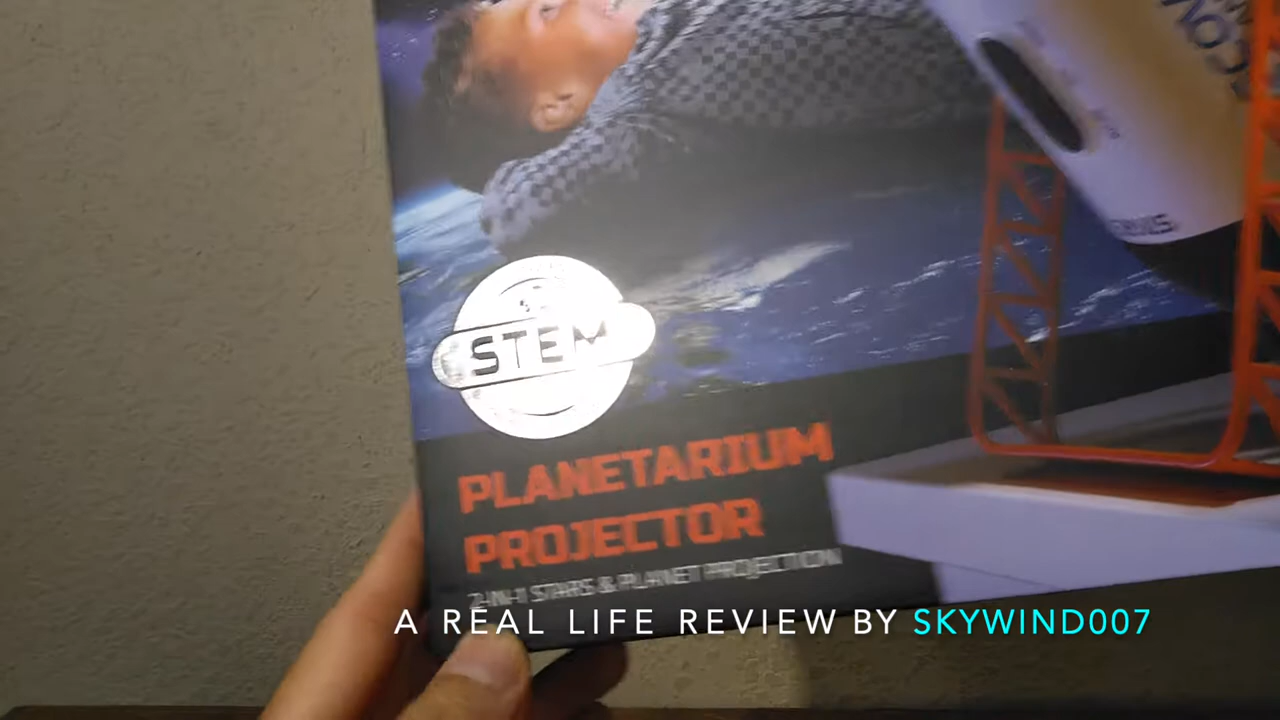 STEM
PLANETARIUM
PROJECTOR
2-IN-1 STARS & PLANET PROJECTION
A REAL LIFE REVIEW BY SKYWIND007